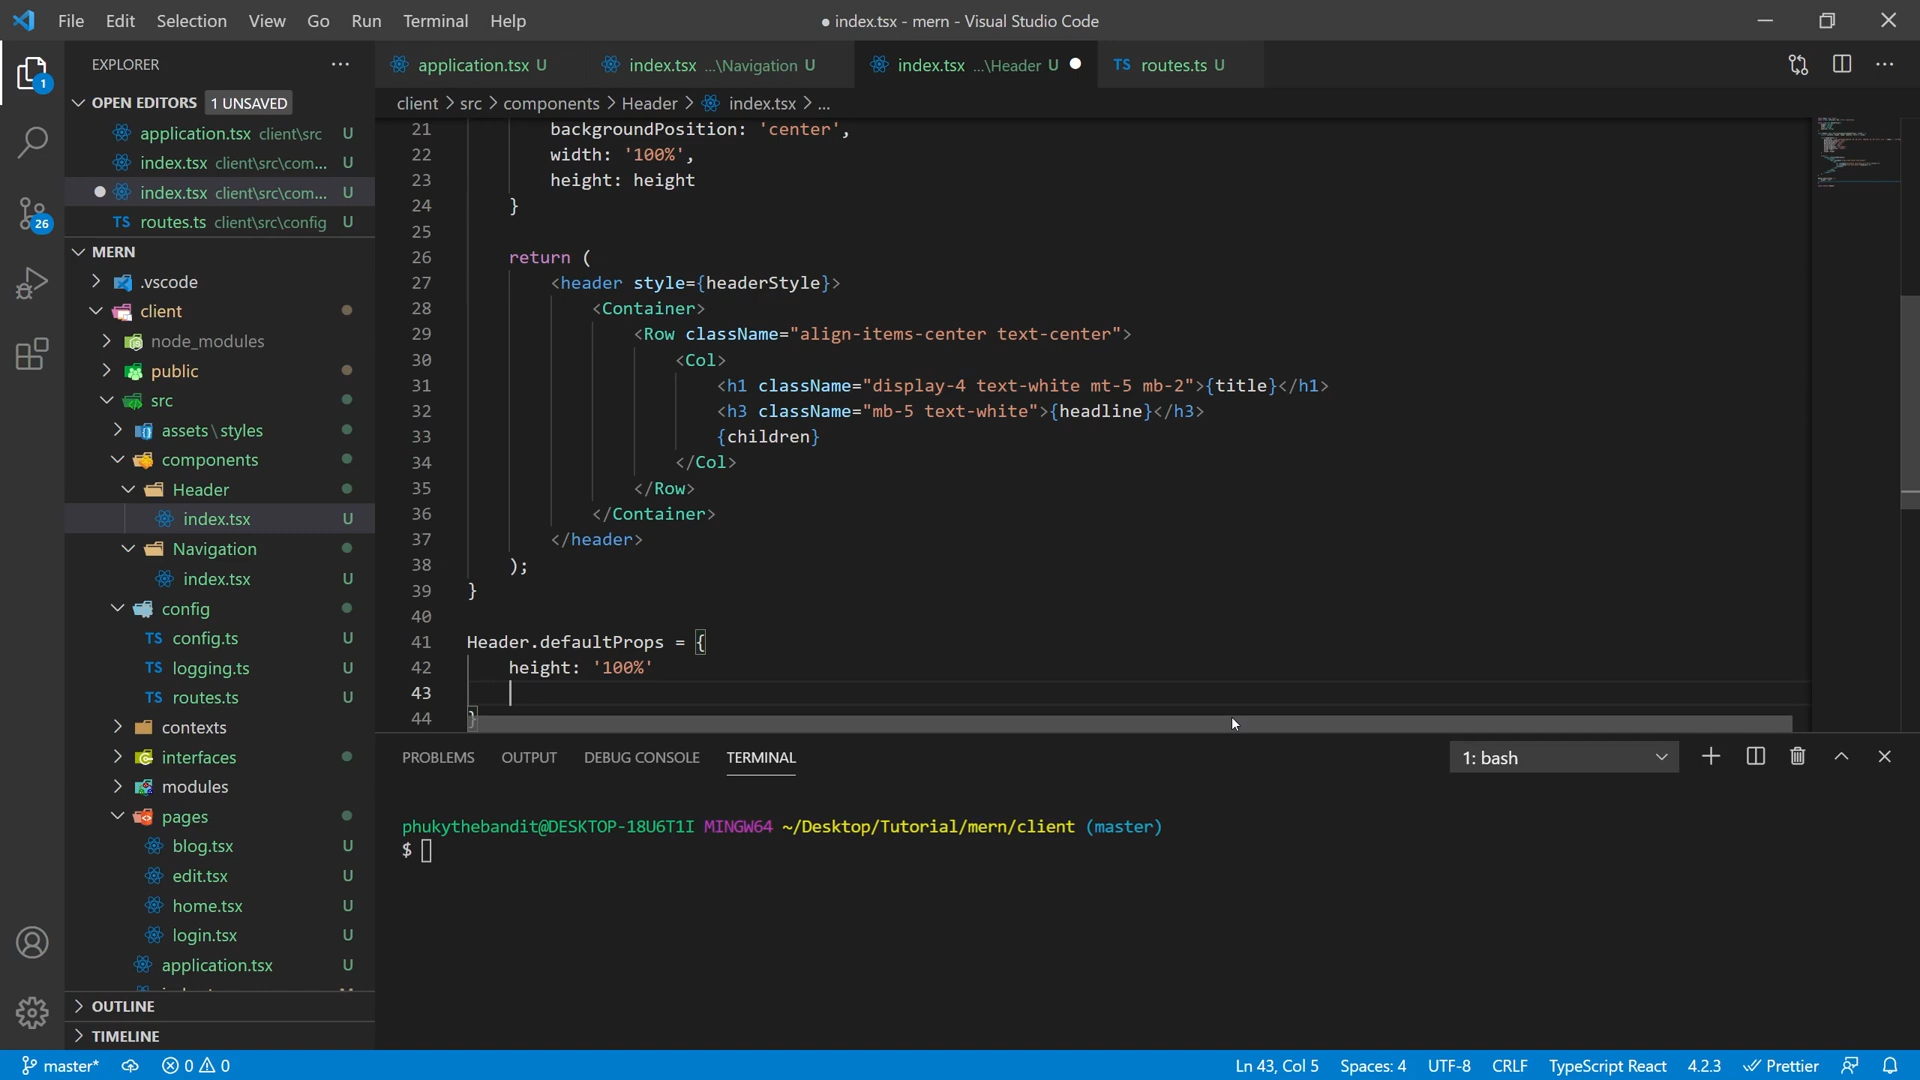 File Edit Selection View Go Run Terminal Help
● index.tsx - mern - Visual Studio Code
EXPLORER
OPEN EDITORS 1 UNSAVED
application.tsx client\src U
index.tsx client\src\com... U
index.tsx client\src\com... U
routes.ts client\src\config U
MERN
.vscode
client
node_modules
public
src
assets\styles
components
Header
index.tsx U
Navigation
index.tsx U
config
TS config.ts U
TS logging.ts U
TS routes.ts U
contexts
interfaces
modules
pages
blog.tsx U
edit.tsx U
home.tsx U
login.tsx U
application.tsx U
OUTLINE
TIMELINE
1
26
application.tsx U
index.tsx ...\Navigation U
index.tsx ...\Header U
TS routes.ts U
client > src > components > Header > index.tsx > ...
21 backgroundPosition: 'center',
22 width: '100%',
23 height: height
24 }
25
26 return (
27 <header style={headerStyle}>
28 <Container>
29 <Row className="align-items-center text-center">
30 <Col>
31 <h1 className="display-4 text-white mt-5 mb-2">{title}</h1>
32 <h3 className="mb-5 text-white">{headline}</h3>
33 {children}
34 </Col>
35 </Row>
36 </Container>
37 </header>
38 );
39 }
40
41 Header.defaultProps = {
42 height: '100%'
43
44 }
PROBLEMS OUTPUT DEBUG CONSOLE TERMINAL
1: bash
phukythebandit@DESKTOP-18U6T1I MINGW64 ~/Desktop/Tutorial/mern/client (master)
$
master* 0 0
Ln 43, Col 5 Spaces: 4 UTF-8 CRLF TypeScript React 4.2.3 Prettier